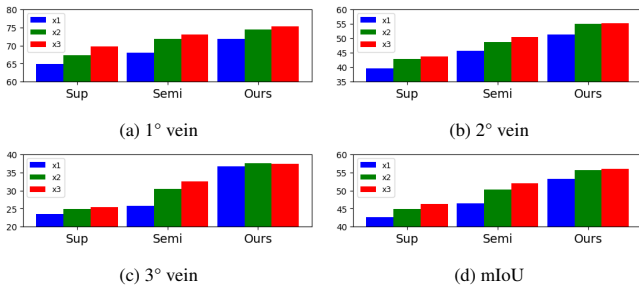 80
75
70
65
60
x1
x2
x3
Sup Semi Ours
(a) 1° vein
60
55
50
45
40
35
x1
x2
x3
Sup Semi Ours
(b) 2° vein
40
35
30
25
20
x1
x2
x3
Sup Semi Ours
(c) 3° vein
60
55
50
45
40
x1
x2
x3
Sup Semi Ours
(d) mIoU